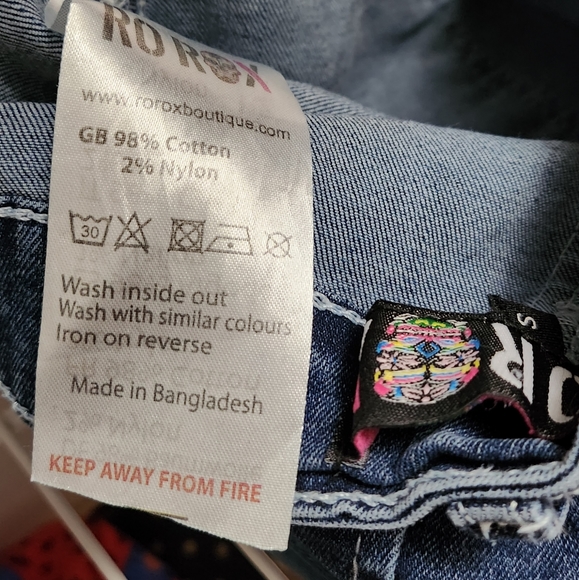 RO ROX
www.roroxboutique.com
GB 98% Cotton
2% Nylon
30
Wash inside out
Wash with similar colours
Iron on reverse
Made in Bangladesh
KEEP AWAY FROM FIRE
S
RO